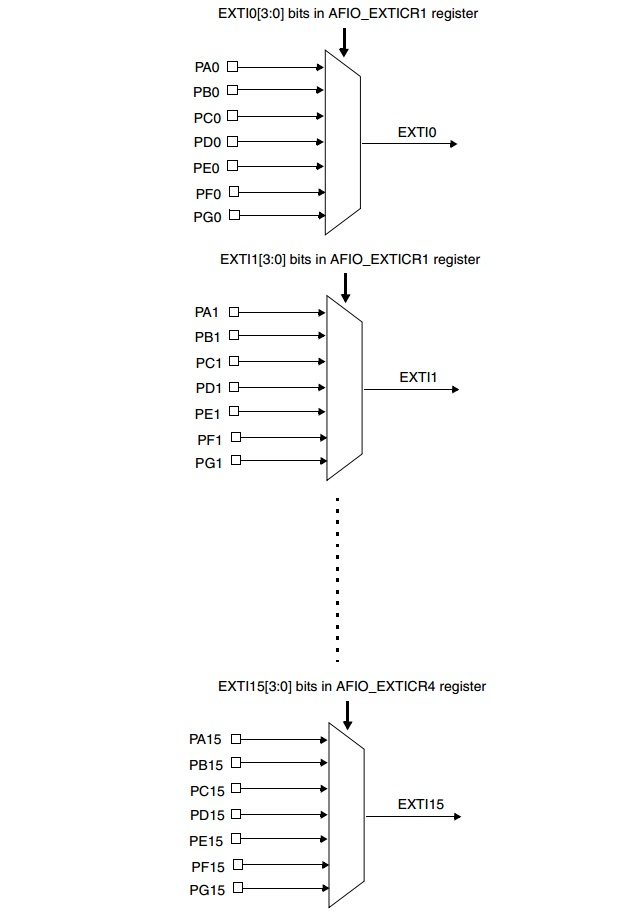 EXTI0[3:0] bits in AFIO_EXTICR1 register
PA0
PB0
PC0
PD0
EXTI0
PE0
PF0
PG0
EXTI1[3:0] bits in AFIO_EXTICR1 register
PA1
PB1
PC1
PD1
EXTI1
PE1
PF1
PG1
EXTI15[3:0] bits in AFIO_EXTICR4 register
PA15
PB15
PC15
PD15
EXTI15
PE15
PF15
PG15